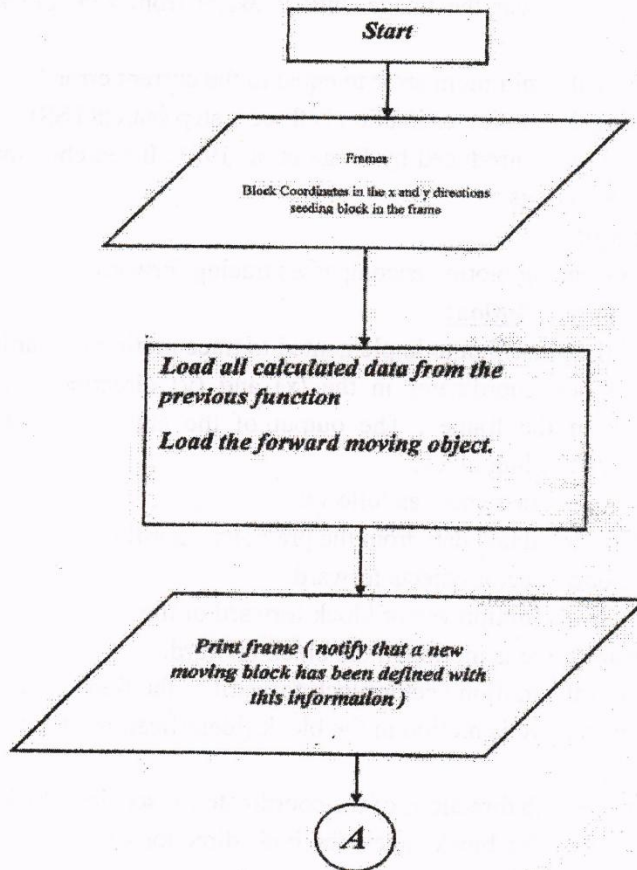 Start
Frames
Block Coordinates in the x and y directions
seeding block in the frame
Load all calculated data from the
previous function
Load the forward moving object.
Print frame ( notify that a new
moving block has been defined with
this information )
A